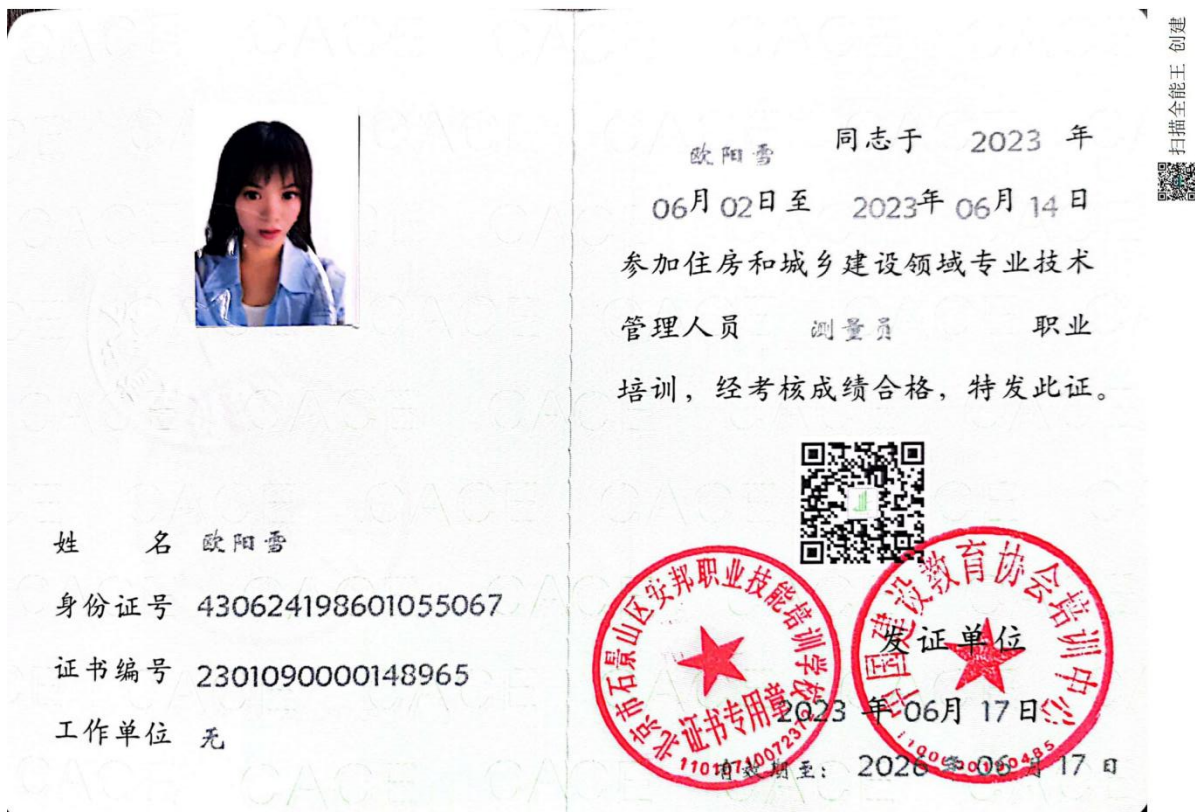 姓 名 欧阳雪
身份证号 430624198601055067
证书编号 2301090000148965
工作单位 无
欧阳雪 同志于 2023 年
06月 02日至 2023年 06月 14日
参加住房和城乡建设领域专业技术
管理人员 测量员 职业
培训，经考核成绩合格，特发此证。
北京市石景山区安邦职业技能培训学校
证书专用章
中国建设教育协会培训中心
发证单位
2023 年 06月 17日
有效期至： 2026 年 06 月 17 日
扫描全能王 创建